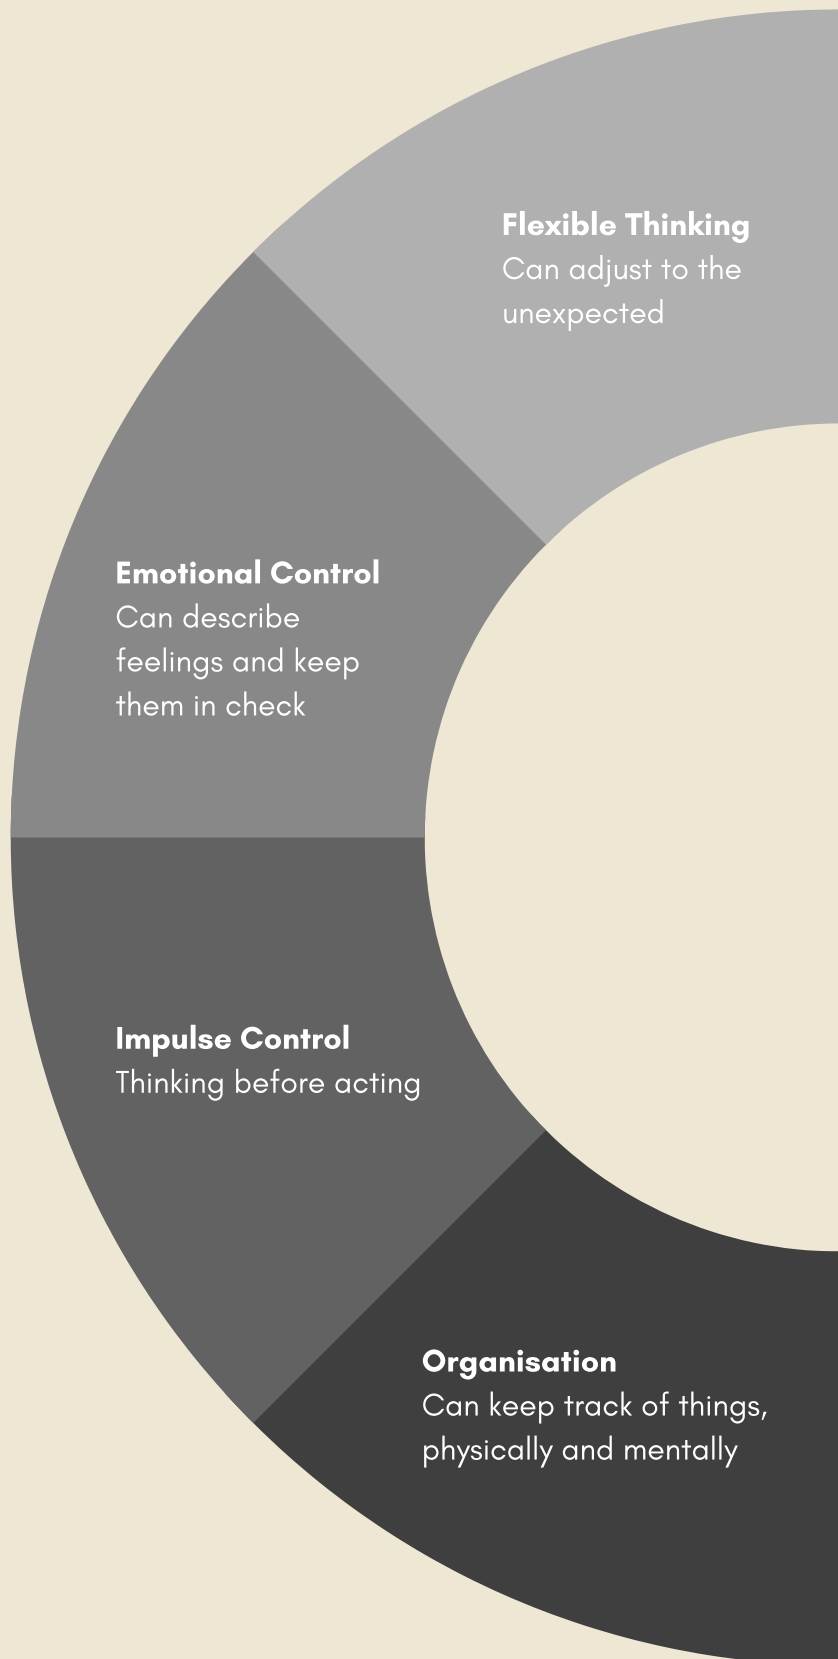 Flexible Thinking
Can adjust to the
unexpected
Emotional Control
Can describe
feelings and keep
them in check
Impulse Control
Thinking before acting
Organisation
Can keep track of things,
physically and mentally